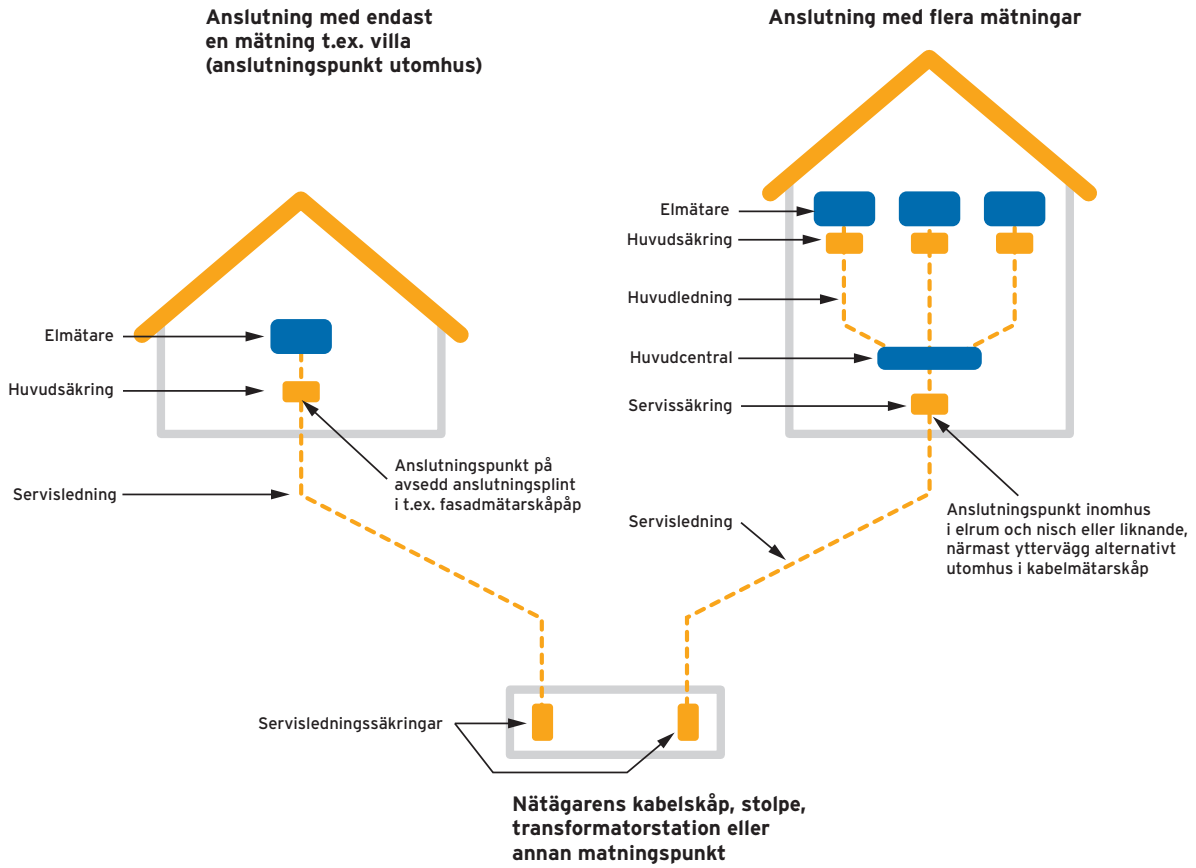 Anslutning med endast
en mätning t.ex. villa
(anslutningspunkt utomhus)
Anslutning med flera mätningar
Elmätare
Huvudsäkring
Servisledning
Anslutningspunkt på
avsedd anslutningsplint
i t.ex. fasadmätarskåpåp
Elmätare
Huvudsäkring
Huvudledning
Huvudcentral
Servissäkring
Servisledning
Anslutningspunkt inomhus
i elrum och nisch eller liknande,
närmast yttervägg alternativt
utomhus i kabelmätarskåp
Servisledningssäkringar
Nätägarens kabelskåp, stolpe,
transformatorstation eller
annan matningspunkt